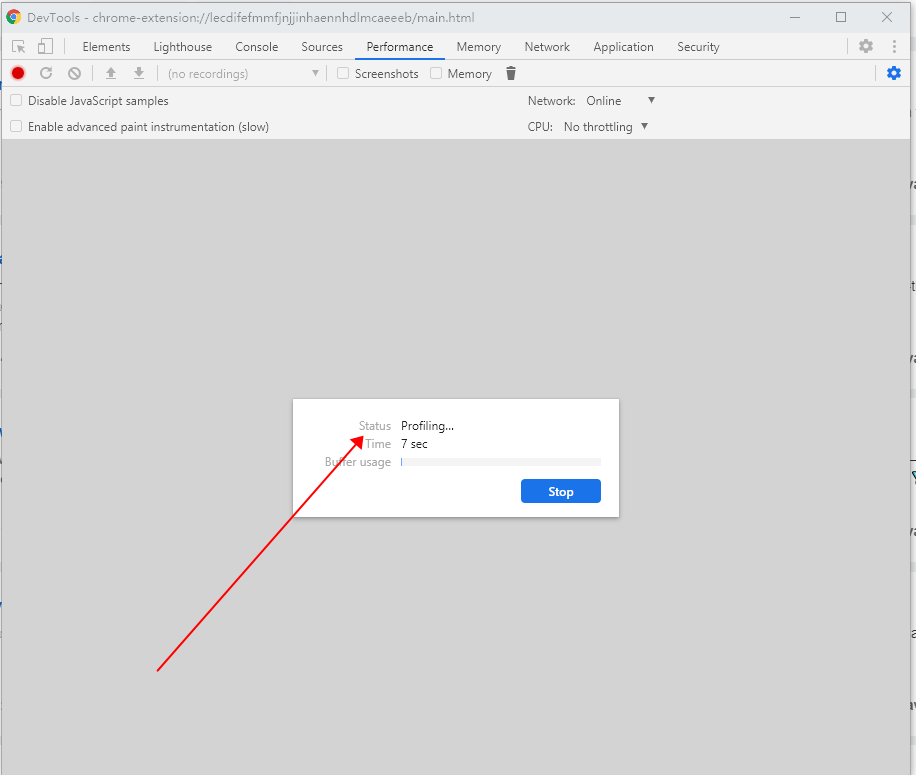 DevTools - chrome-extension://lecdifefmmfjnjjinhaennhdlmcaeeeb/main.html
Elements Lighthouse Console Sources Performance Memory Network Application Security
(no recordings) Screenshots Memory
Disable JavaScript samples Network: Online
Enable advanced paint instrumentation (slow) CPU: No throttling
Status Profiling...
Time 7 sec
Buffer usage
Stop